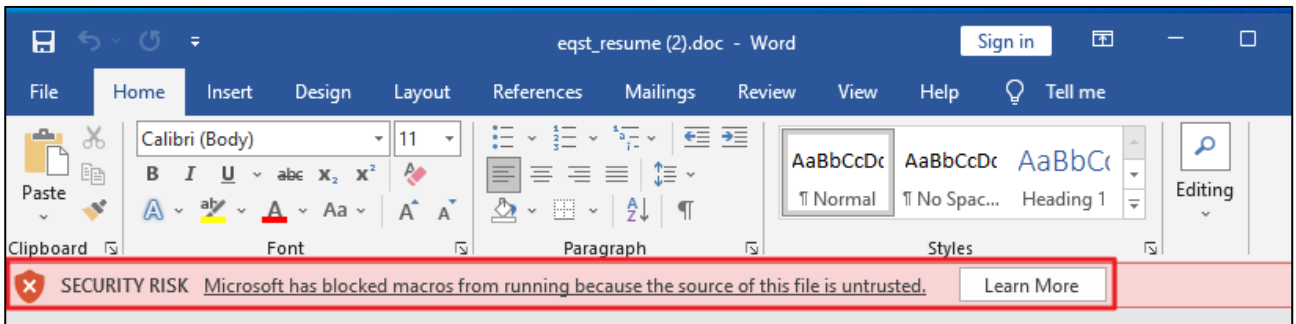 eqst_resume (2).doc - Word Sign in
File Home Insert Design Layout References Mailings Review View Help Tell me
Calibri (Body) 11
Paste
B I U abc X₂ X² 
A aby A Aa A A
AaBbCcDc AaBbCcDc AaBbC(
¶ Normal ¶ No Spac... Heading 1
Editing
Clipboard Font Paragraph Styles
SECURITY RISK Microsoft has blocked macros from running because the source of this file is untrusted. Learn More